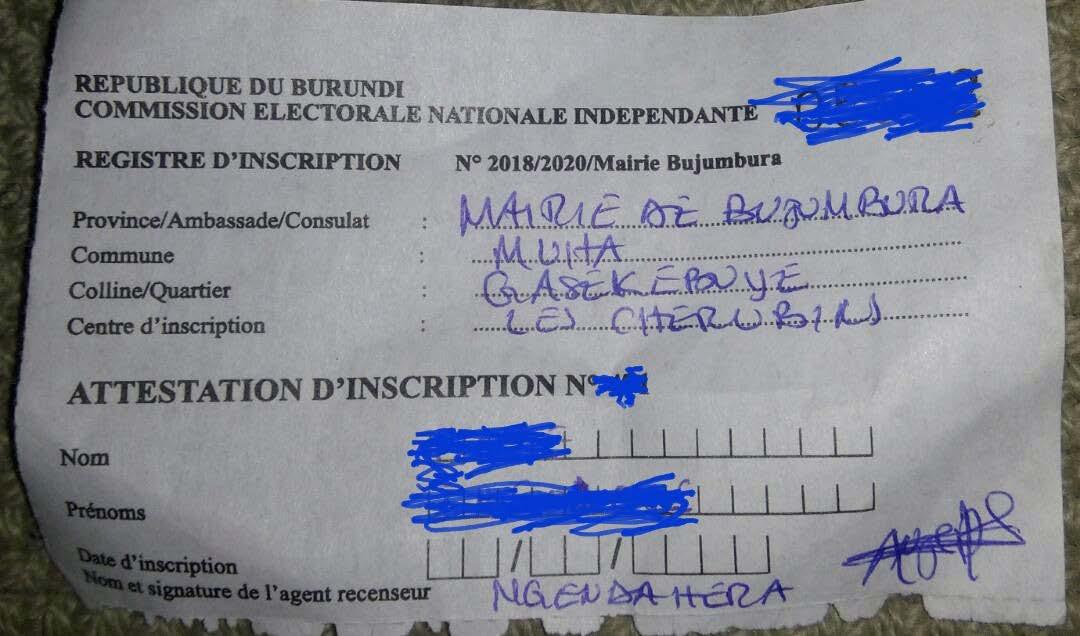 REPUBLIQUE DU BURUNDI
COMMISSION ELECTORALE NATIONALE INDEPENDANTE
REGISTRE D'INSCRIPTION N° 2018/2020/Mairie Bujumbura
Province/Ambassade/Consulat : MAIRIE DE BUJUMBURA
Commune : MUHA
Colline/Quartier : GASEKEBUYE
Centre d'inscription : LES CHERUBINS
ATTESTATION D'INSCRIPTION N°
Nom
Prénoms
Date d'inscription / /
Nom et signature de l'agent recenseur NGENDAHERA